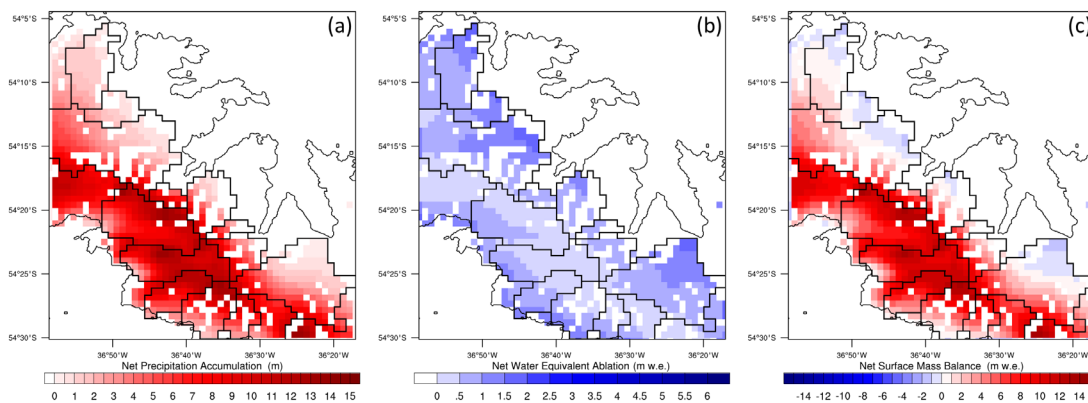 (a)
54°5'S
54°10'S
54°15'S
54°20'S
54°25'S
54°30'S
36°50'W 36°40'W 36°30'W 36°20'W
Net Precipitation Accumulation (m)
0 1 2 3 4 5 6 7 8 9 10 11 12 13 14 15
(b)
54°5'S
54°10'S
54°15'S
54°20'S
54°25'S
54°30'S
36°50'W 36°40'W 36°30'W 36°20'W
Net Water Equivalent Ablation (m w.e.)
0 .5 1 1.5 2 2.5 3 3.5 4 4.5 5 5.5 6
(c)
54°5'S
54°10'S
54°15'S
54°20'S
54°25'S
54°30'S
36°50'W 36°40'W 36°30'W 36°20'W
Net Surface Mass Balance (m w.e.)
-14 -12 -10 -8 -6 -4 -2 0 2 4 6 8 10 12 14